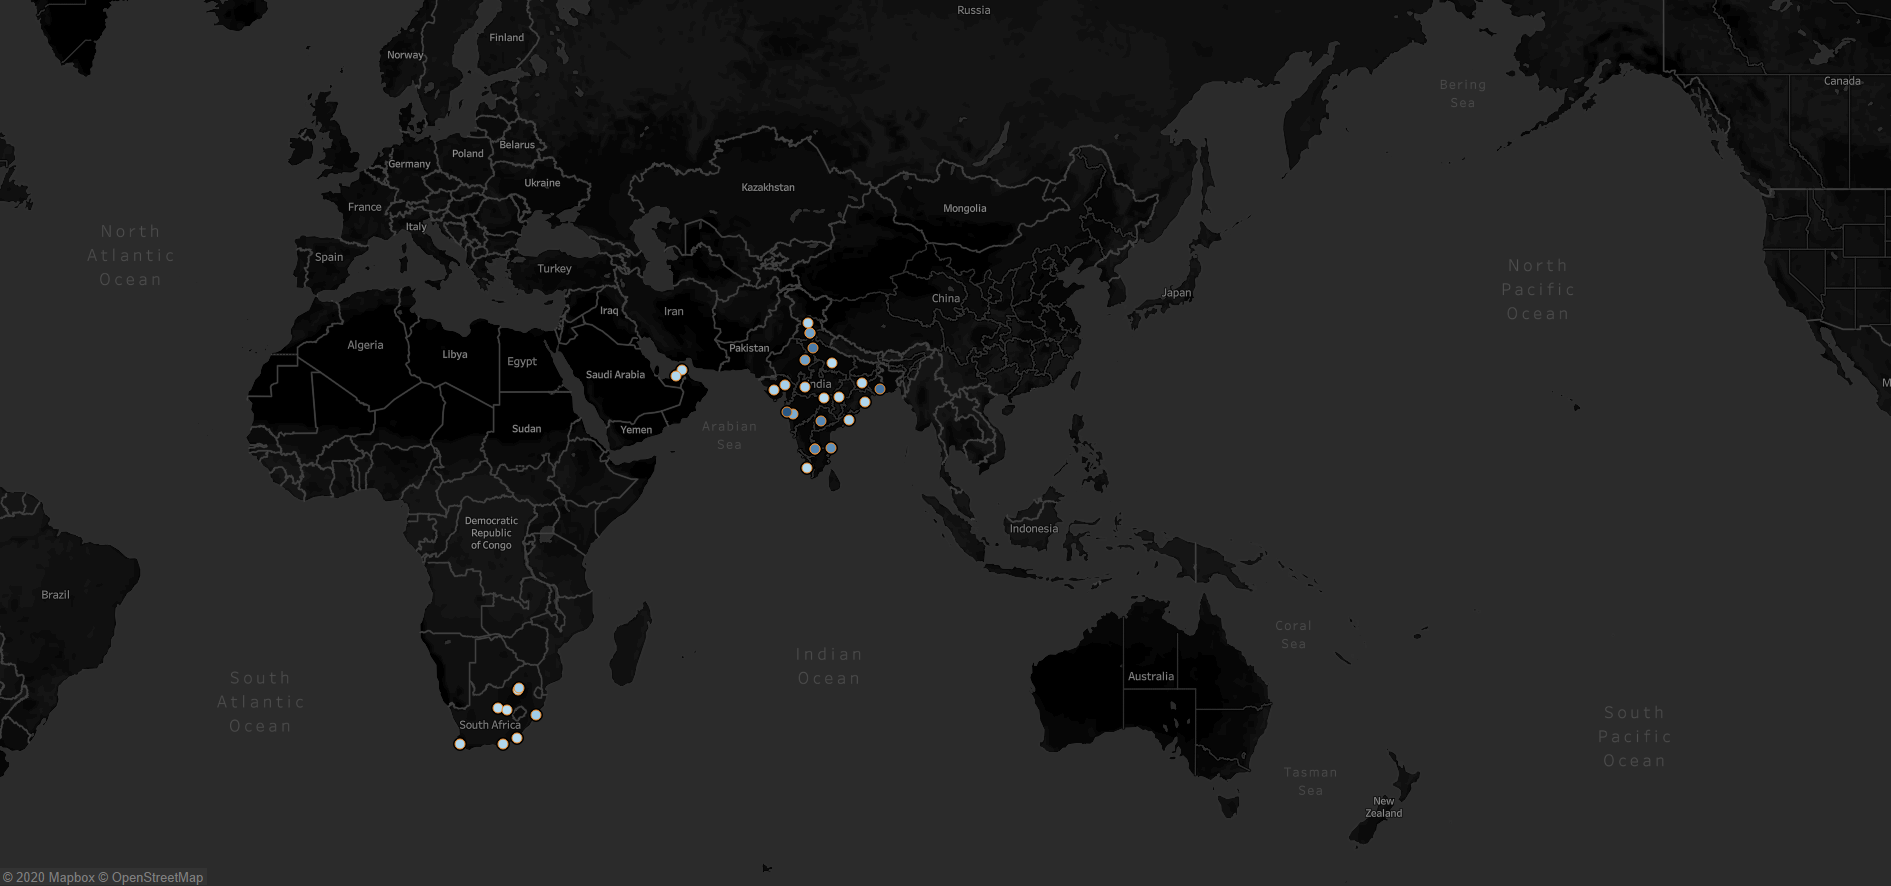 Russia
Finland
Norway
Canada
Bering
Sea
Belarus
Poland
Germany
Ukraine
Kazakhstan
France
Mongolia
Italy
North
Atlantic
Ocean
Spain
Turkey
North
Pacific
Ocean
Japan
China
Iraq
Iran
Algeria
Libya
Egypt
Pakistan
Saudi Arabia
India
Arabian
Sea
Sudan
Yemen
Democratic
Republic
of Congo
Indonesia
Brazil
Coral
Sea
Indian
Ocean
South
Atlantic
Ocean
Australia
South Africa
South
Pacific
Ocean
Tasman
Sea
New
Zealand
© 2020 Mapbox © OpenStreetMap